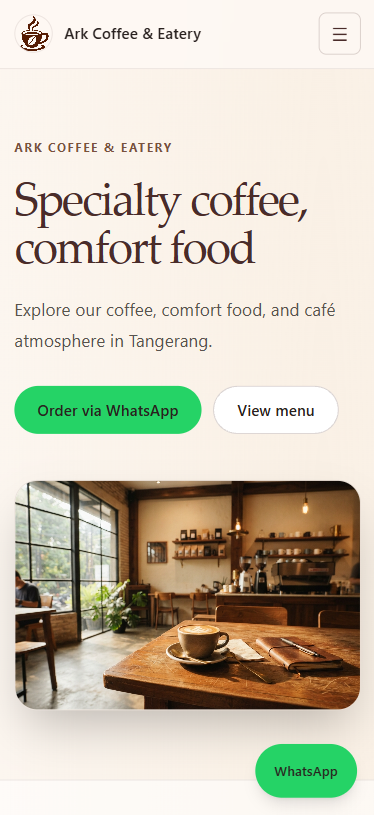 Ark Coffee & Eatery
ARK COFFEE & EATERY
Specialty coffee,
comfort food
Explore our coffee, comfort food, and café
atmosphere in Tangerang.
Order via WhatsApp
View menu
WhatsApp